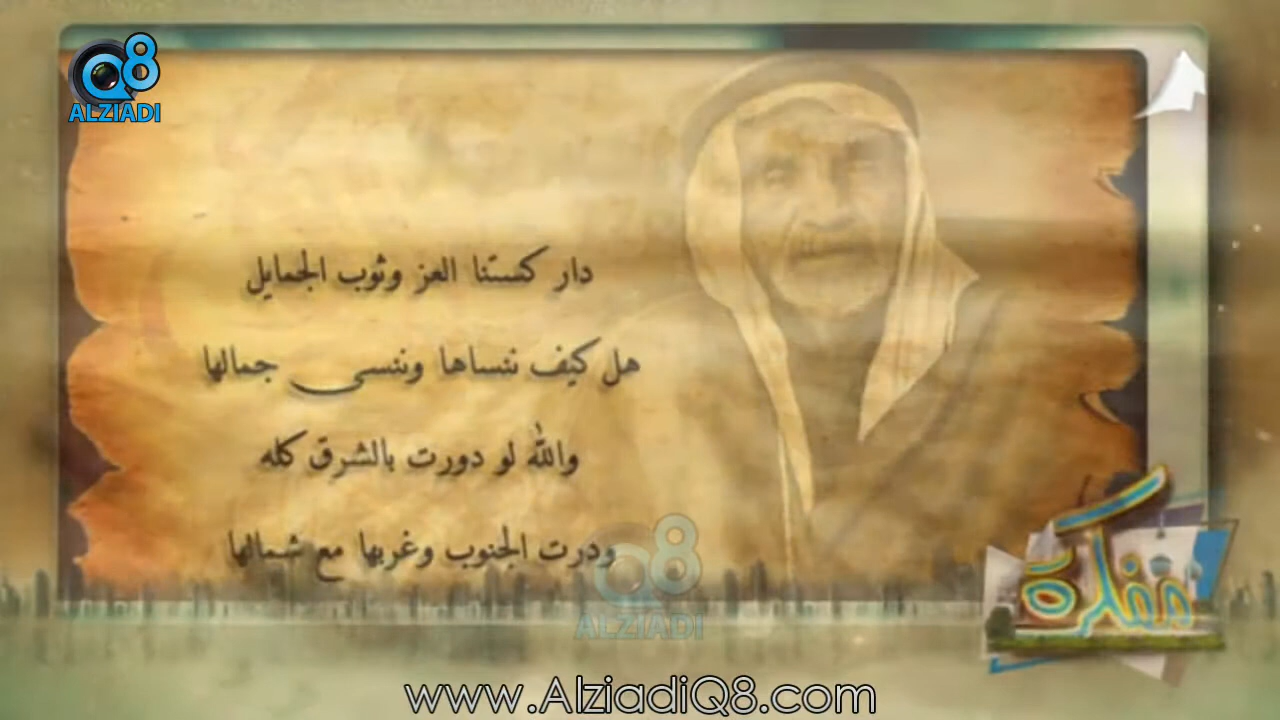 Q8
ALZIADI
دار كستنا العز وثوب الجمايل
هل كيف ننساها وننسى جمالها
والله لو دورت بالشرق كله
ودرت الجنوب وغربها مع شمالها
Q8
ALZIADI
مفكرة
www.AlziadiQ8.com